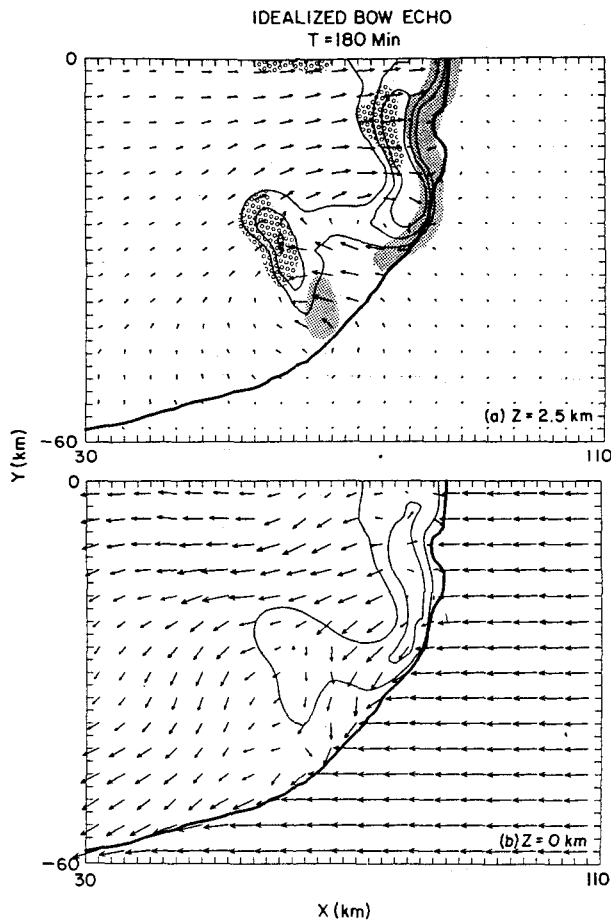 IDEALIZED BOW ECHO
T = 180 Min
0
(a) Z = 2.5 km
-60
30
110
Y (km)
0
(b) Z = 0 km
-60
30
110
X (km)